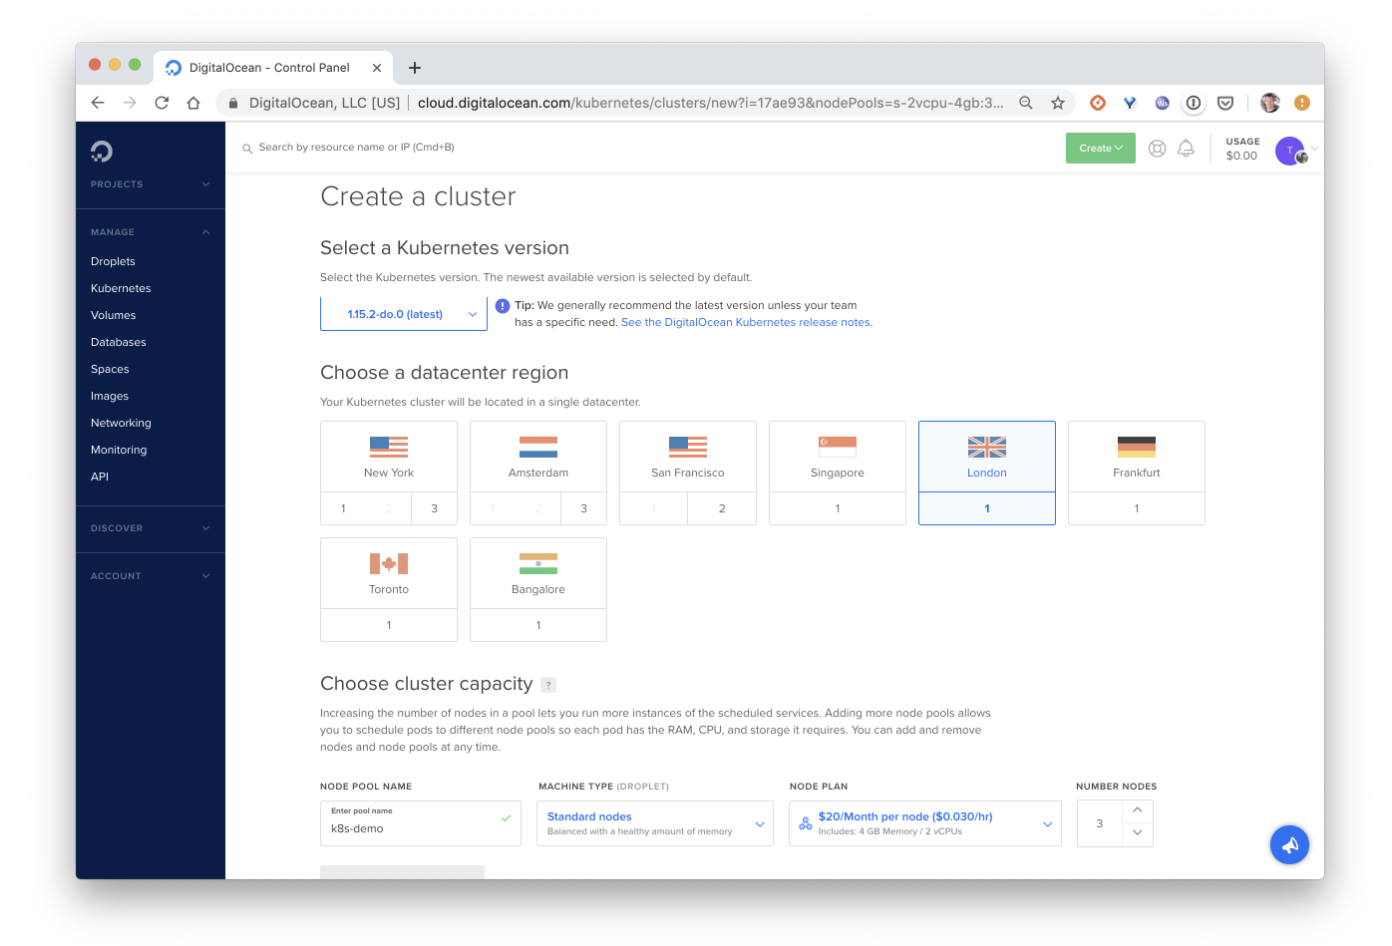 DigitalOcean - Control Panel
DigitalOcean, LLC [US] | cloud.digitalocean.com/kubernetes/clusters/new?i=17ae93&nodePools=s-2vcpu-4gb:3...
Search by resource name or IP (Cmd+B)
Create
USAGE
$0.00
T
PROJECTS
MANAGE
Droplets
Kubernetes
Volumes
Databases
Spaces
Images
Networking
Monitoring
API
DISCOVER
ACCOUNT
Create a cluster
Select a Kubernetes version
Select the Kubernetes version. The newest available version is selected by default.
1.15.2-do.0 (latest)
Tip: We generally recommend the latest version unless your team
has a specific need. See the DigitalOcean Kubernetes release notes.
Choose a datacenter region
Your Kubernetes cluster will be located in a single datacenter.
New York
1 2 3
Amsterdam
1 2 3
San Francisco
1 2
Singapore
1
London
1
Frankfurt
1
Toronto
1
Bangalore
1
Choose cluster capacity ?
Increasing the number of nodes in a pool lets you run more instances of the scheduled services. Adding more node pools allows
you to schedule pods to different node pools so each pod has the RAM, CPU, and storage it requires. You can add and remove
nodes and node pools at any time.
NODE POOL NAME
Enter pool name
k8s-demo
MACHINE TYPE (DROPLET)
Standard nodes
Balanced with a healthy amount of memory
NODE PLAN
$20/Month per node ($0.030/hr)
Includes: 4 GB Memory / 2 vCPUs
NUMBER NODES
3